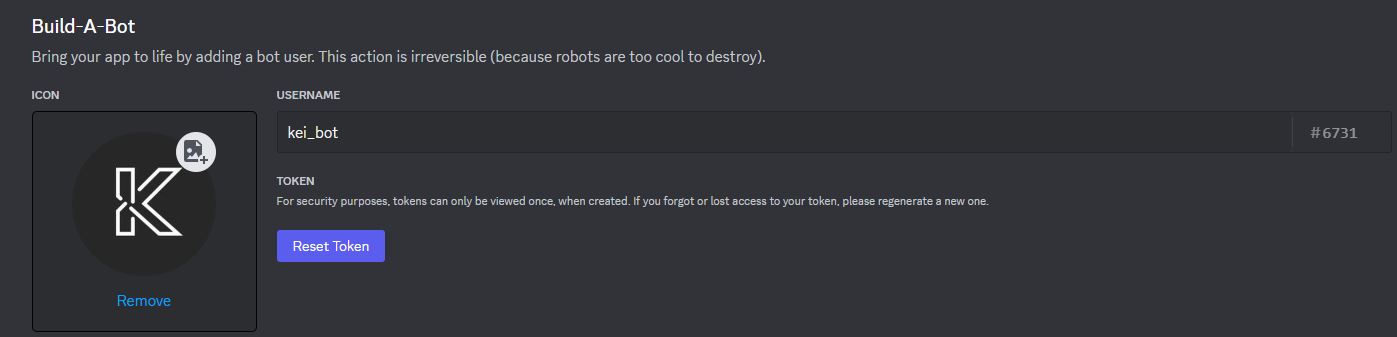 Build-A-Bot
Bring your app to life by adding a bot user. This action is irreversible (because robots are too cool to destroy).
ICON
USERNAME
kei_bot
#6731
K
TOKEN
For security purposes, tokens can only be viewed once, when created. If you forgot or lost access to your token, please regenerate a new one.
Reset Token
Remove